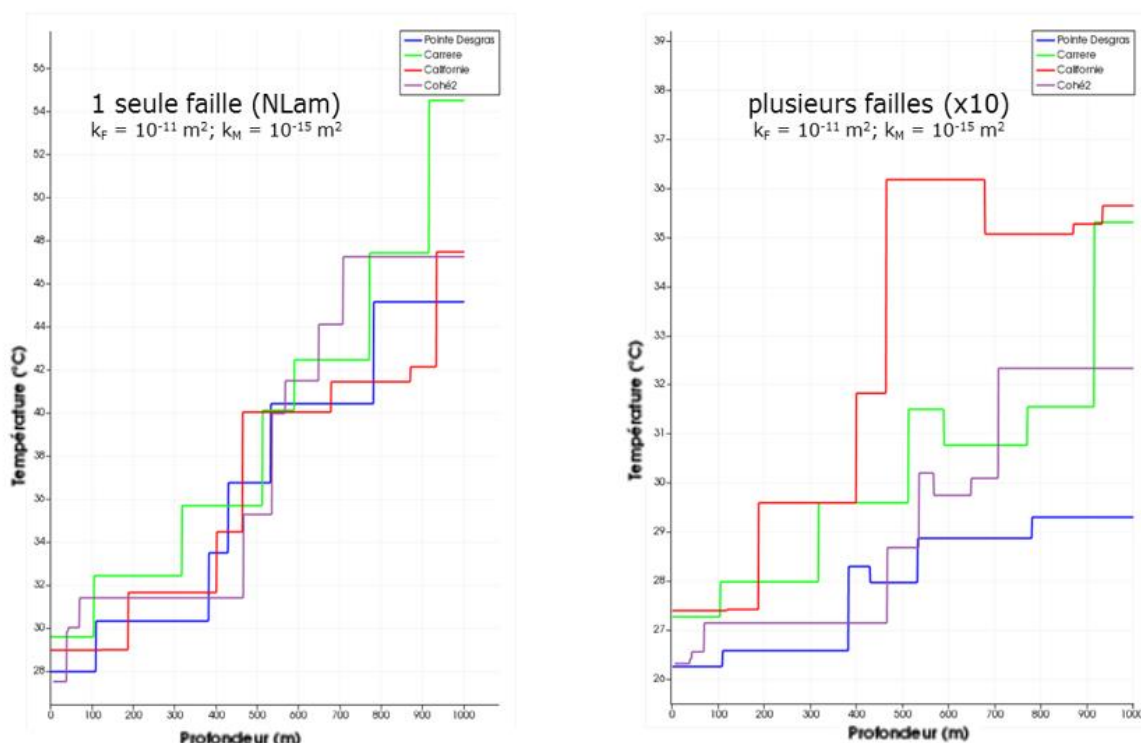 Pointe Desgras
Carrere
Californie
Cohé2
1 seule faille (NLam)
k_F = 10⁻¹¹ m²; k_M = 10⁻¹⁵ m²
56
54
52
50
48
46
44
42
40
38
36
34
32
30
28
Température (°C)
0 100 200 300 400 500 600 700 800 900 1000
Profondeur (m)
Pointe Desgras
Carrere
Californie
Cohé2
plusieurs failles (x10)
k_F = 10⁻¹¹ m²; k_M = 10⁻¹⁵ m²
39
38
37
36
35
34
33
32
31
30
29
28
27
26
Température (°C)
0 100 200 300 400 500 600 700 800 900 1000
Profondeur (m)